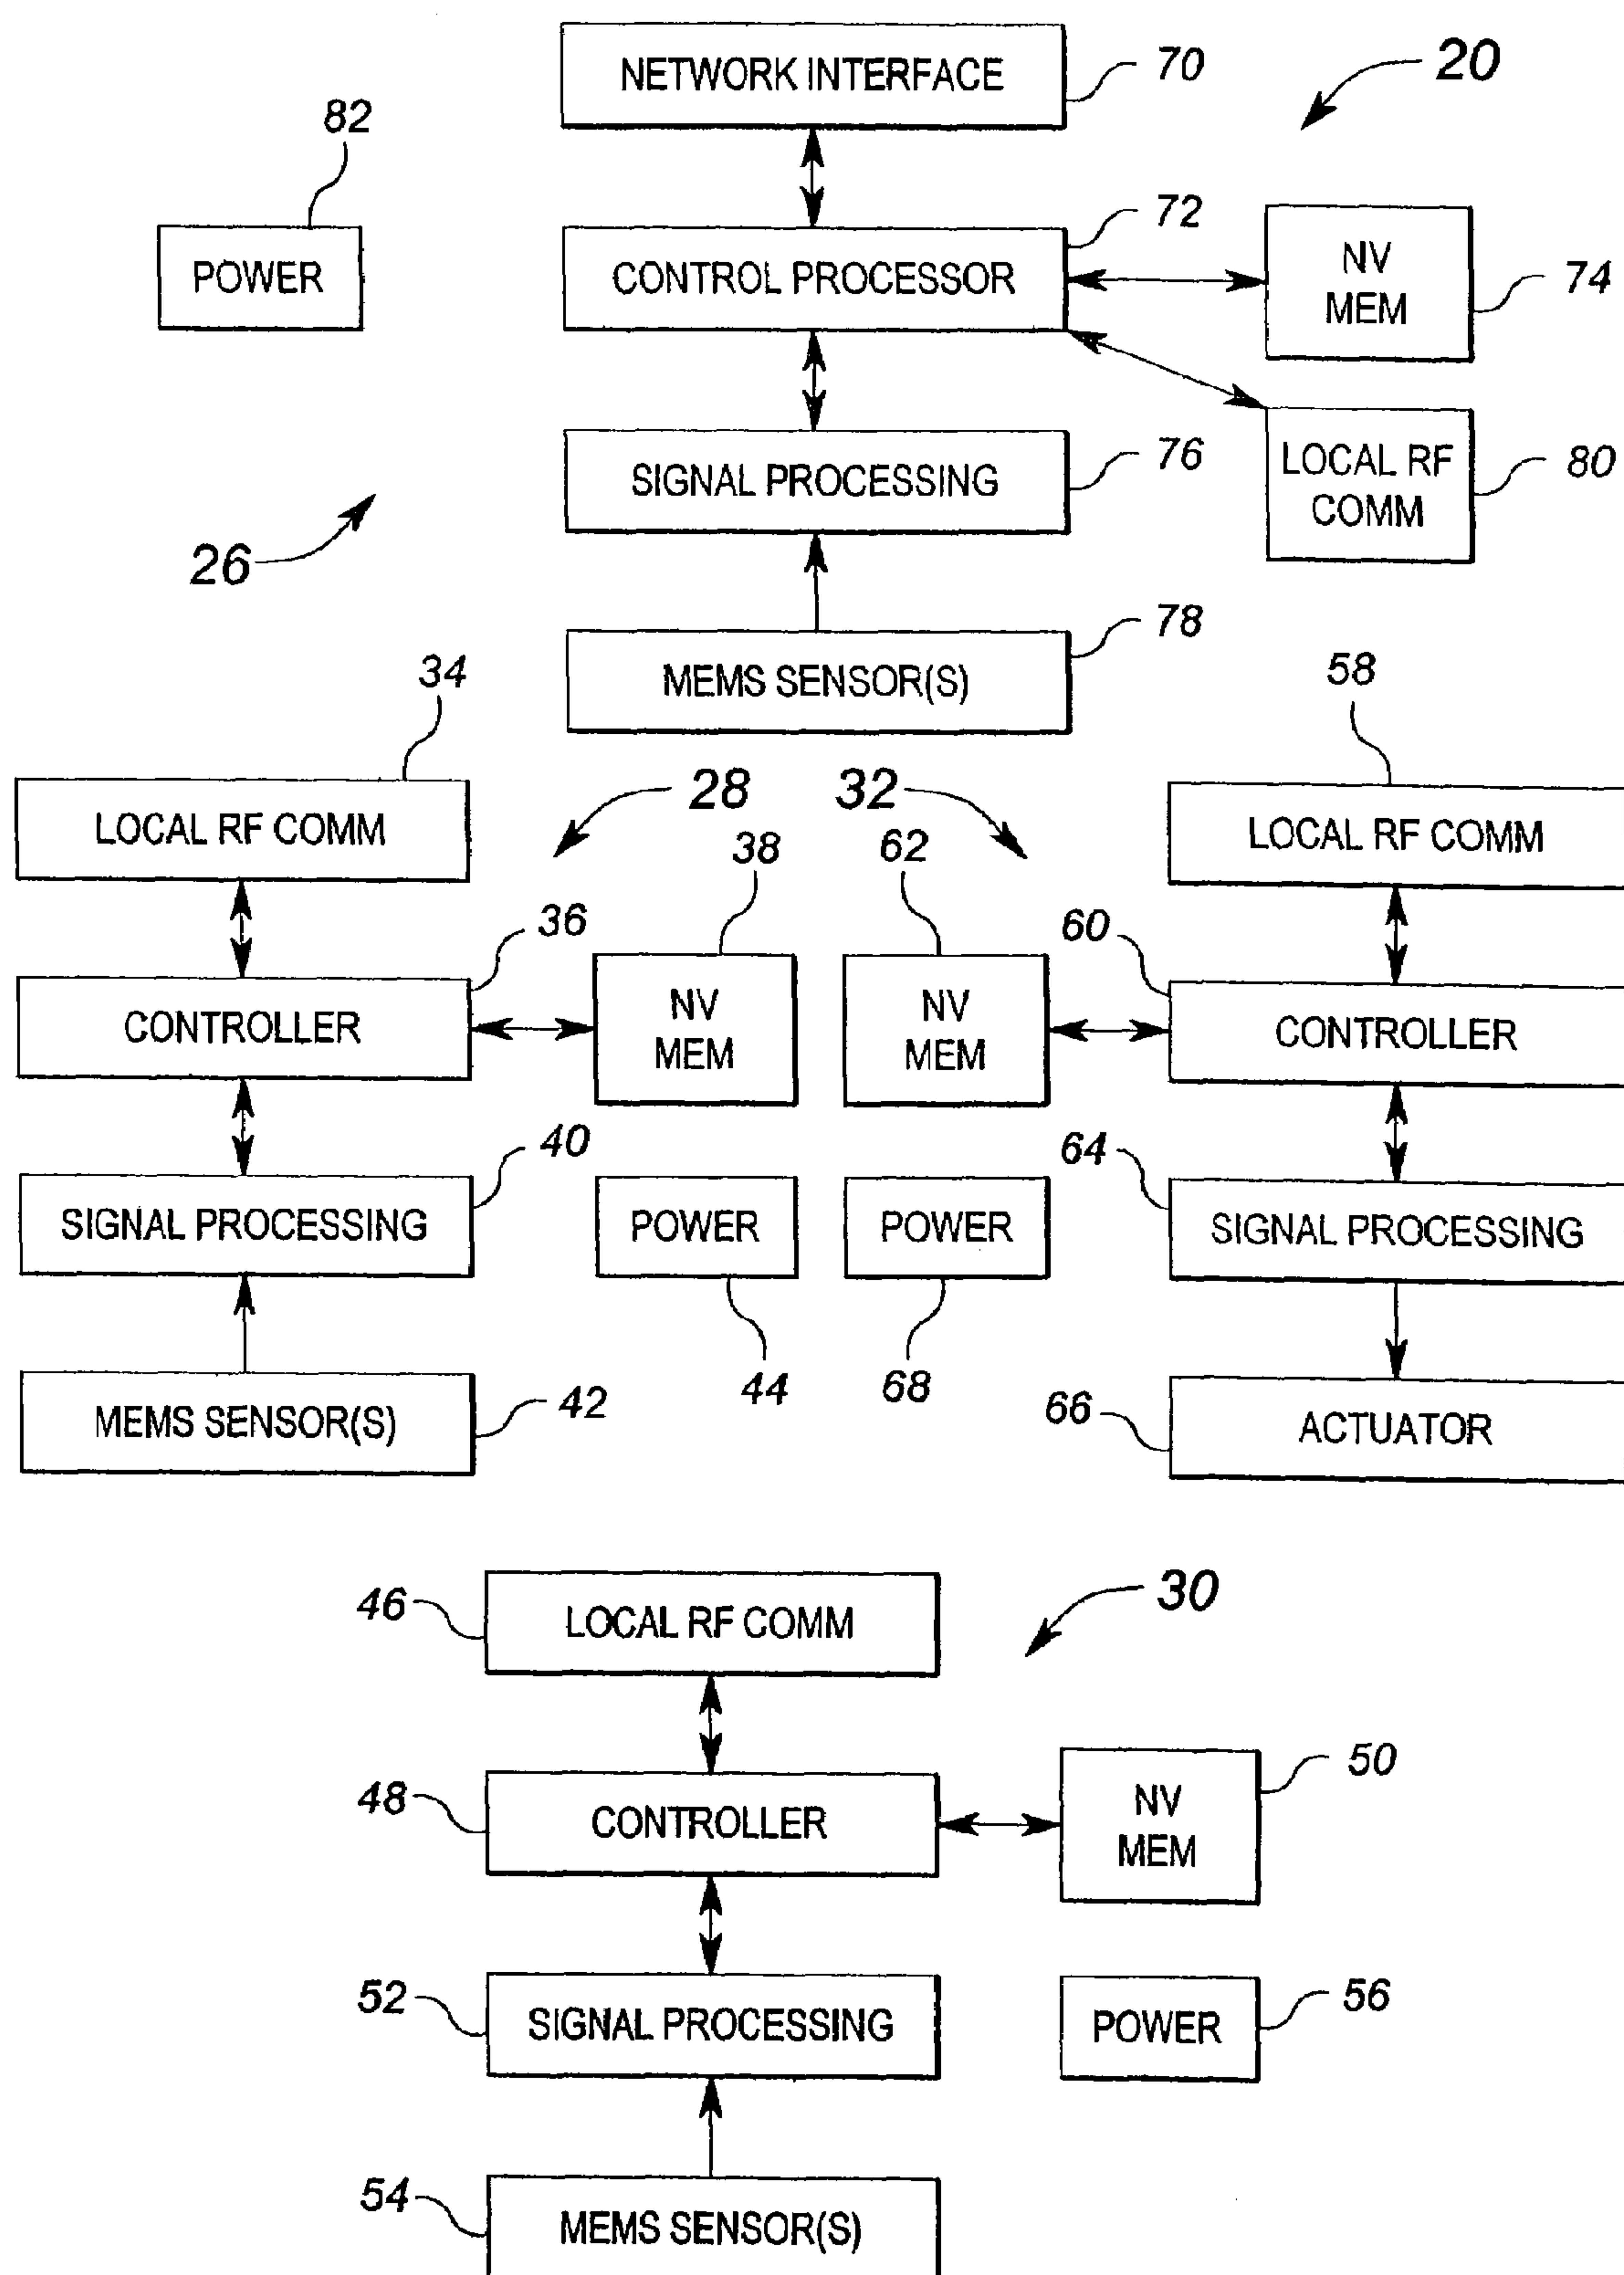 NETWORK INTERFACE
70
20
82
POWER
72
CONTROL PROCESSOR
NV
MEM
74
SIGNAL PROCESSING
76
LOCAL RF
COMM
80
26
MEMS SENSOR(S)
78
34
LOCAL RF COMM
28
36
CONTROLLER
38
NV
MEM
40
SIGNAL PROCESSING
POWER
44
MEMS SENSOR(S)
42
32
58
LOCAL RF COMM
62
NV
MEM
60
CONTROLLER
64
SIGNAL PROCESSING
POWER
68
66
ACTUATOR
30
46
LOCAL RF COMM
48
CONTROLLER
NV
MEM
50
52
SIGNAL PROCESSING
POWER
56
54
MEMS SENSOR(S)